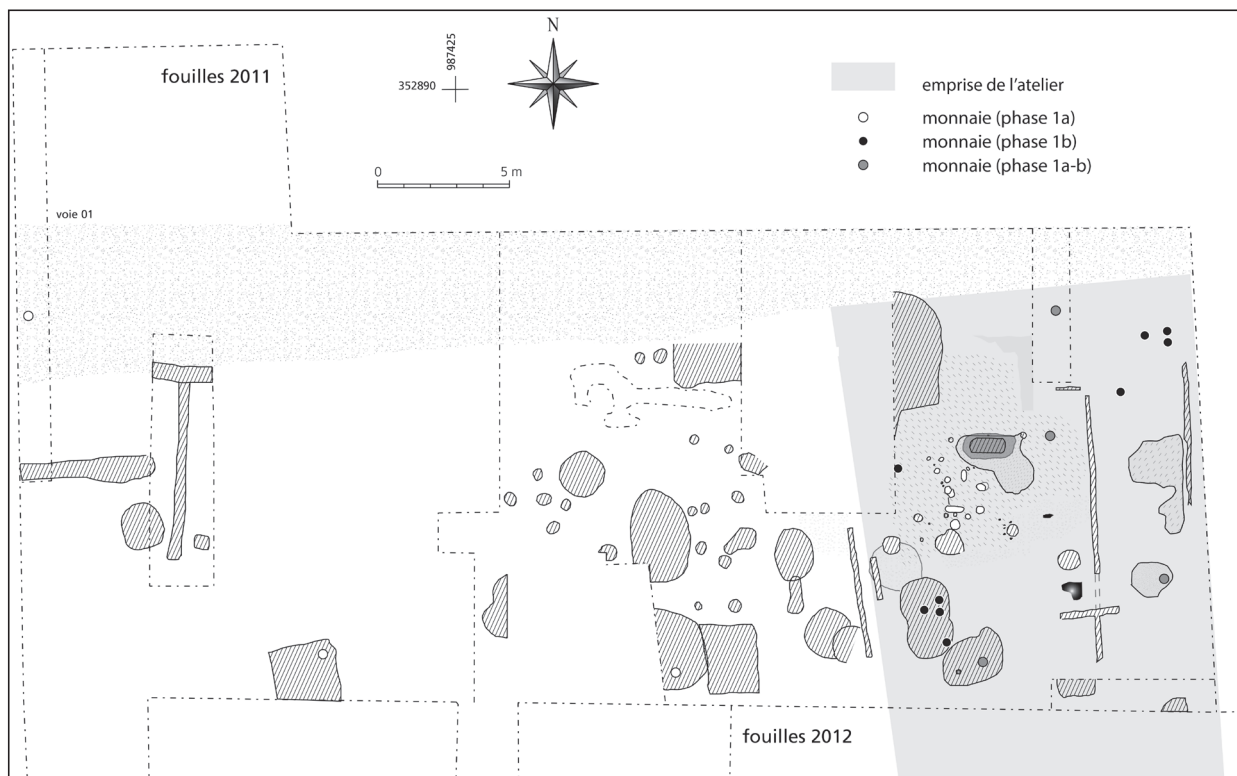 fouilles 2011
N
987425
352890
0 5 m
emprise de l’atelier
monnaie (phase 1a)
monnaie (phase 1b)
monnaie (phase 1a-b)
voie 01
fouilles 2012